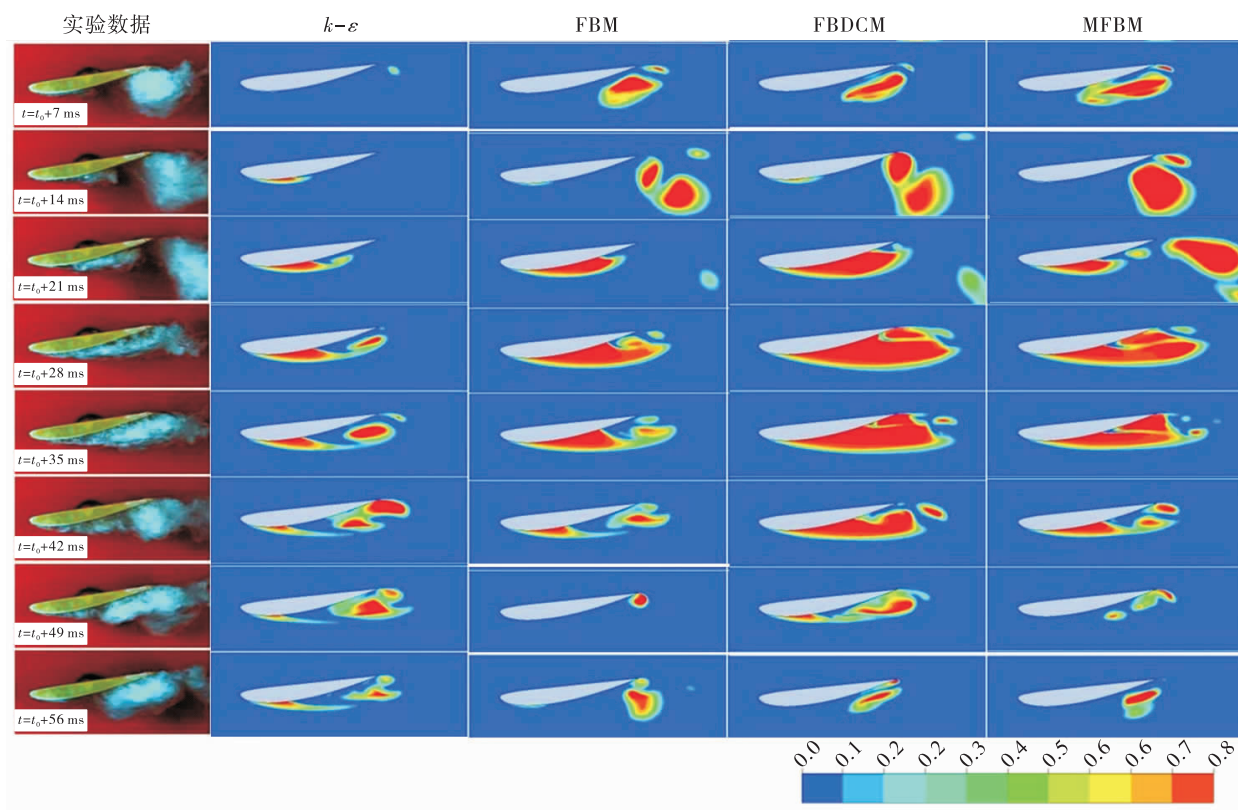 实验数据 k-ε FBM FBDCM MFBM
t=t₀+7 ms
t=t₀+14 ms
t=t₀+21 ms
t=t₀+28 ms
t=t₀+35 ms
t=t₀+42 ms
t=t₀+49 ms
t=t₀+56 ms
0.0 0.1 0.2 0.2 0.3 0.4 0.5 0.6 0.6 0.7 0.8